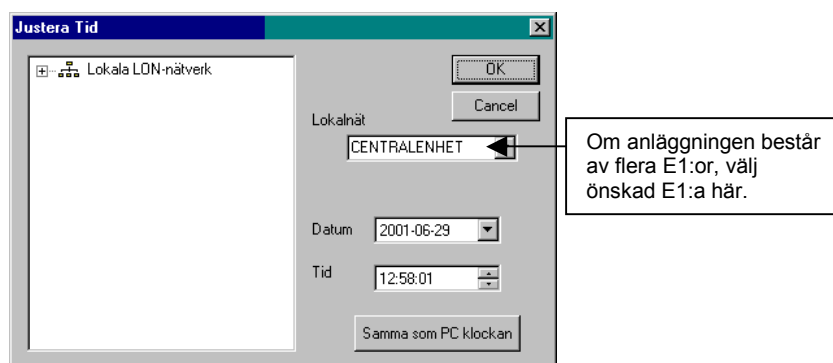 Justera Tid
Lokala LON-nätverk
OK
Cancel
Lokalnät
CENTRALENHET
Om anläggningen består
av flera E1:or, välj
önskad E1:a här.
Datum 2001-06-29
Tid 12:58:01
Samma som PC klockan